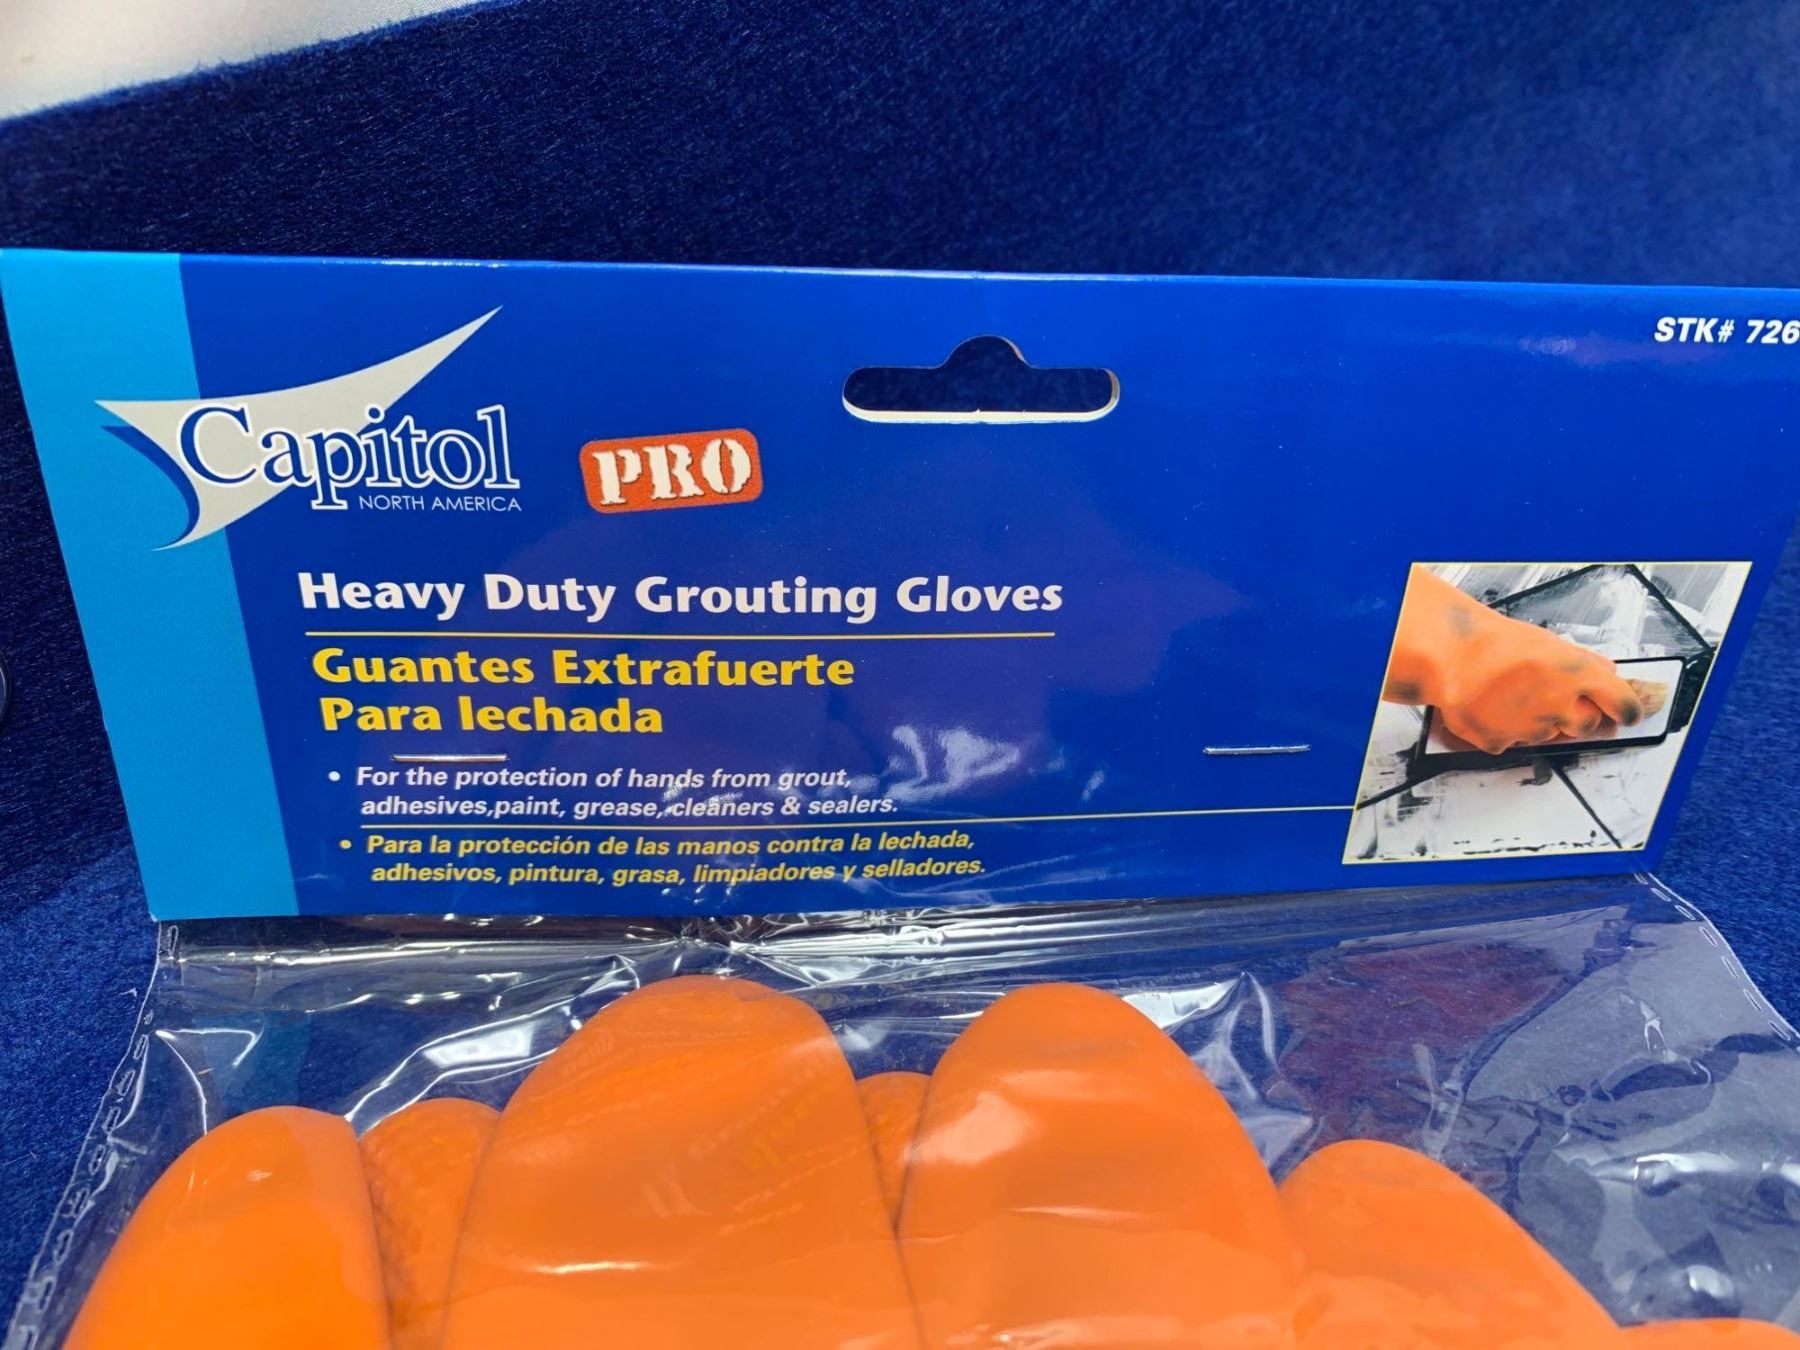 STK# 726
Capitol
NORTH AMERICA
PRO
Heavy Duty Grouting Gloves
Guantes Extrafuerte
Para lechada
• For the protection of hands from grout,
adhesives,paint, grease, cleaners & sealers.
• Para la protección de las manos contra la lechada,
adhesivos, pintura, grasa, limpiadores y selladores.